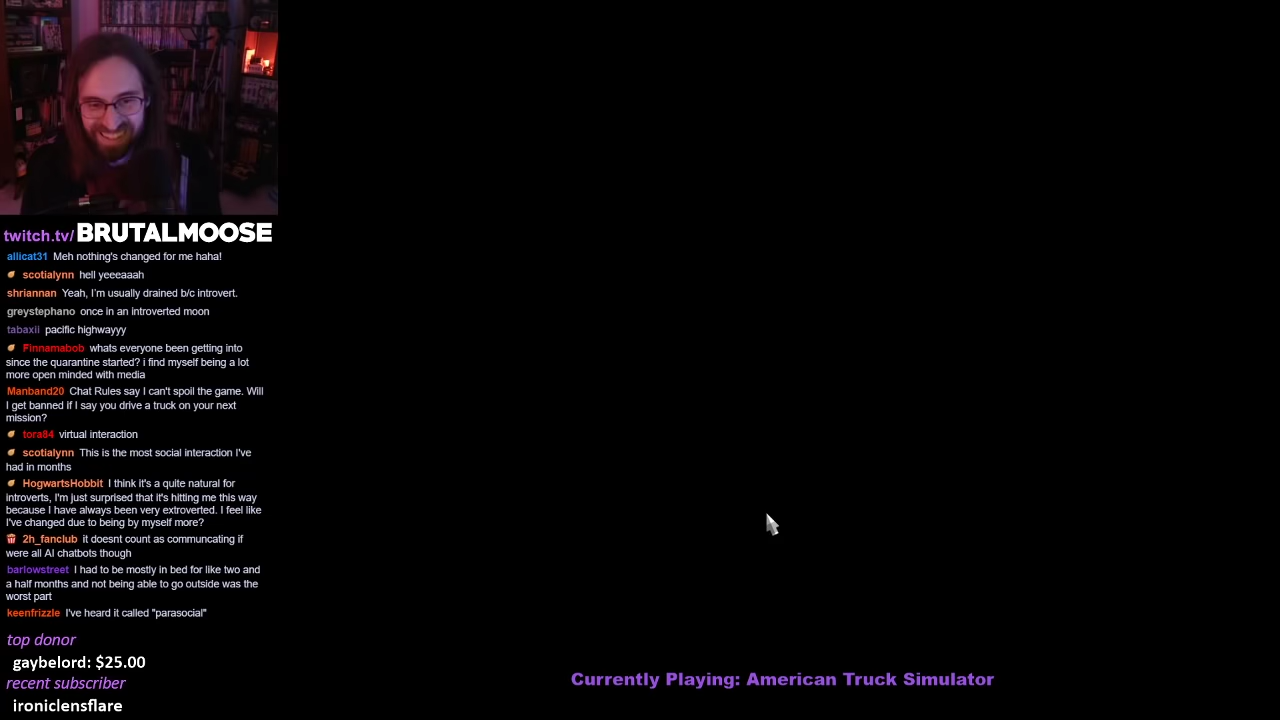 twitch.tv/BRUTALMOOSE
allicat31 Meh nothing's changed for me haha!
scotialynn hell yeeeaaah
shriannan Yeah, I'm usually drained b/c introvert.
greystephano once in an introverted moon
tabaxii pacific highwayyy
Finnamabob whats everyone been getting into
since the quarantine started? i find myself being a lot
more open minded with media
Manband20 Chat Rules say I can't spoil the game. Will
I get banned if I say you drive a truck on your next
mission?
tora84 virtual interaction
scotialynn This is the most social interaction I've
had in months
HogwartsHobbit I think it's a quite natural for
introverts, I'm just surprised that it's hitting me this way
because I have always been very extroverted. I feel like
I've changed due to being by myself more?
2h_fanclub it doesnt count as communcating if
were all AI chatbots though
barlowstreet I had to be mostly in bed for like two and
a half months and not being able to go outside was the
worst part
keenfrizzle I've heard it called "parasocial"
top donor
gaybelord: $25.00
recent subscriber
ironiclensflare
Currently Playing: American Truck Simulator